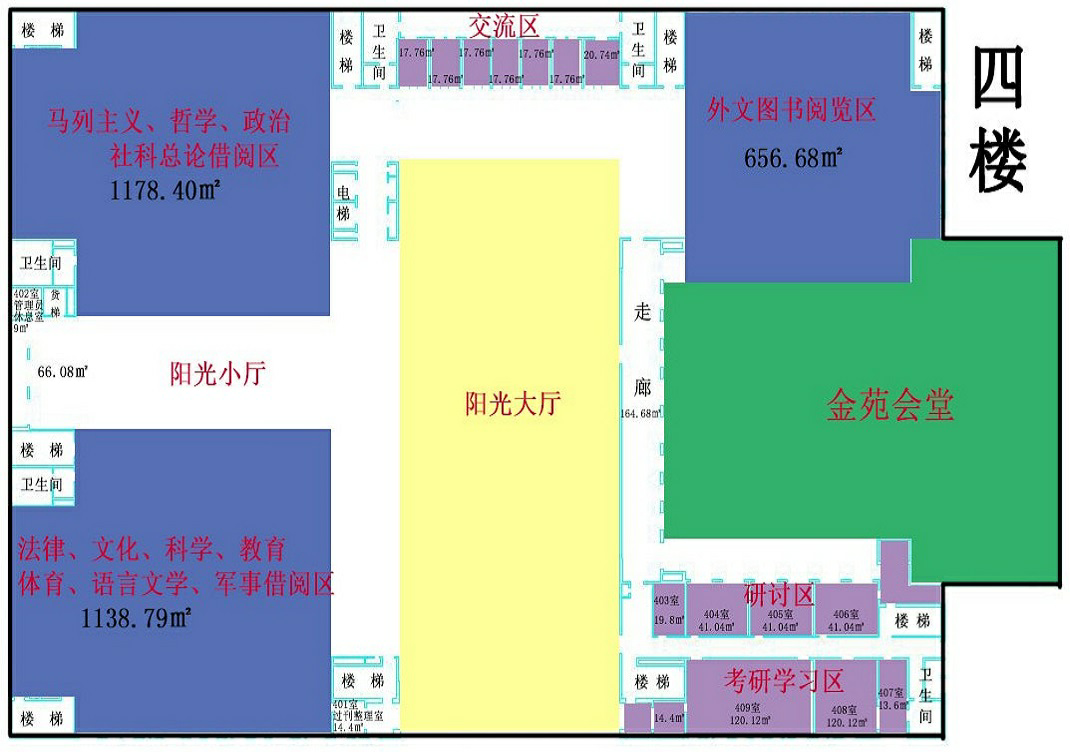 四楼
楼 梯
楼梯
卫生间
交流区
17.76㎡
17.76㎡
17.76㎡
20.74㎡
17.76㎡
17.76㎡
17.76㎡
卫生间
楼梯
楼梯
马列主义、哲学、政治
社科总论借阅区
1178.40㎡
外文图书阅览区
656.68㎡
电梯
卫生间
402室
管理员
休息室
9㎡
货梯
66.08㎡
阳光小厅
阳光大厅
走廊
164.68㎡
金苑会堂
楼 梯
卫生间
法律、文化、科学、教育
体育、语言文学、军事借阅区
1138.79㎡
研讨区
403室
19.8㎡
404室
41.04㎡
405室
41.04㎡
406室
41.04㎡
楼 梯
楼 梯
楼 梯
401室
过刊整理室
14.4㎡
楼 梯
14.4㎡
考研学习区
409室
120.12㎡
408室
120.12㎡
407室
13.6㎡
卫生间